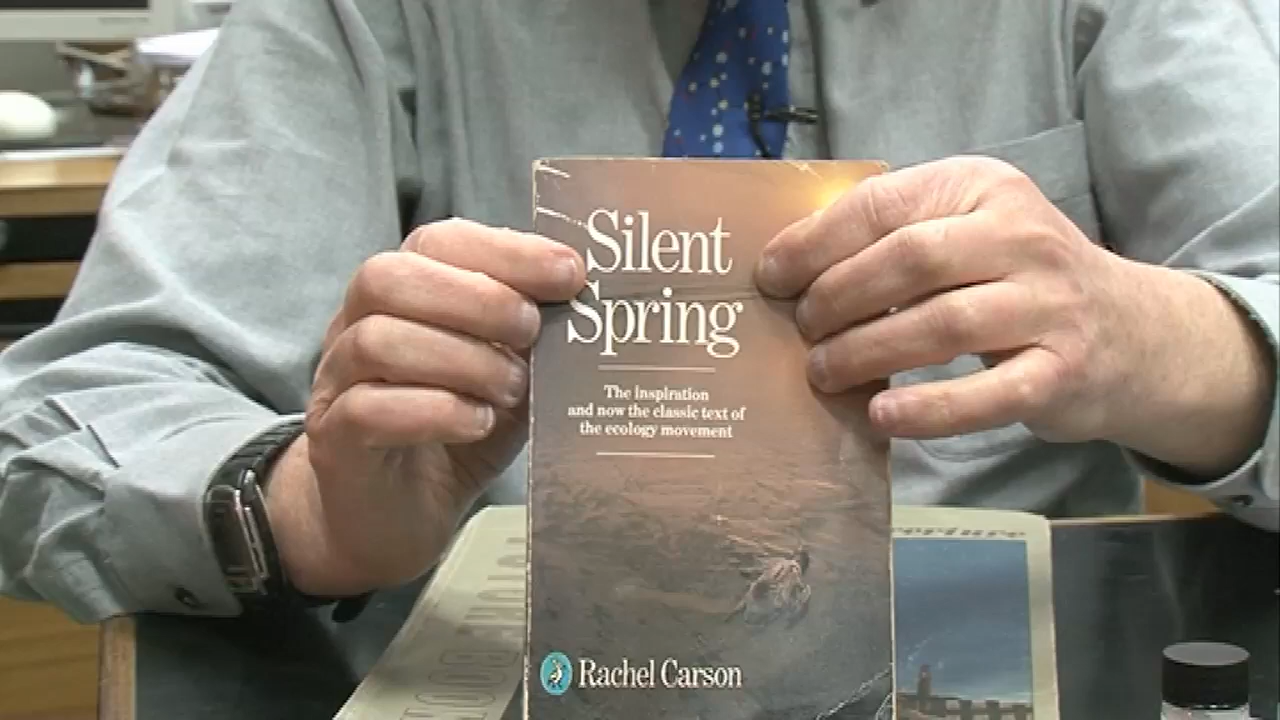 Silent
Spring
The inspiration
and now the classic text of
the ecology movement
Rachel Carson